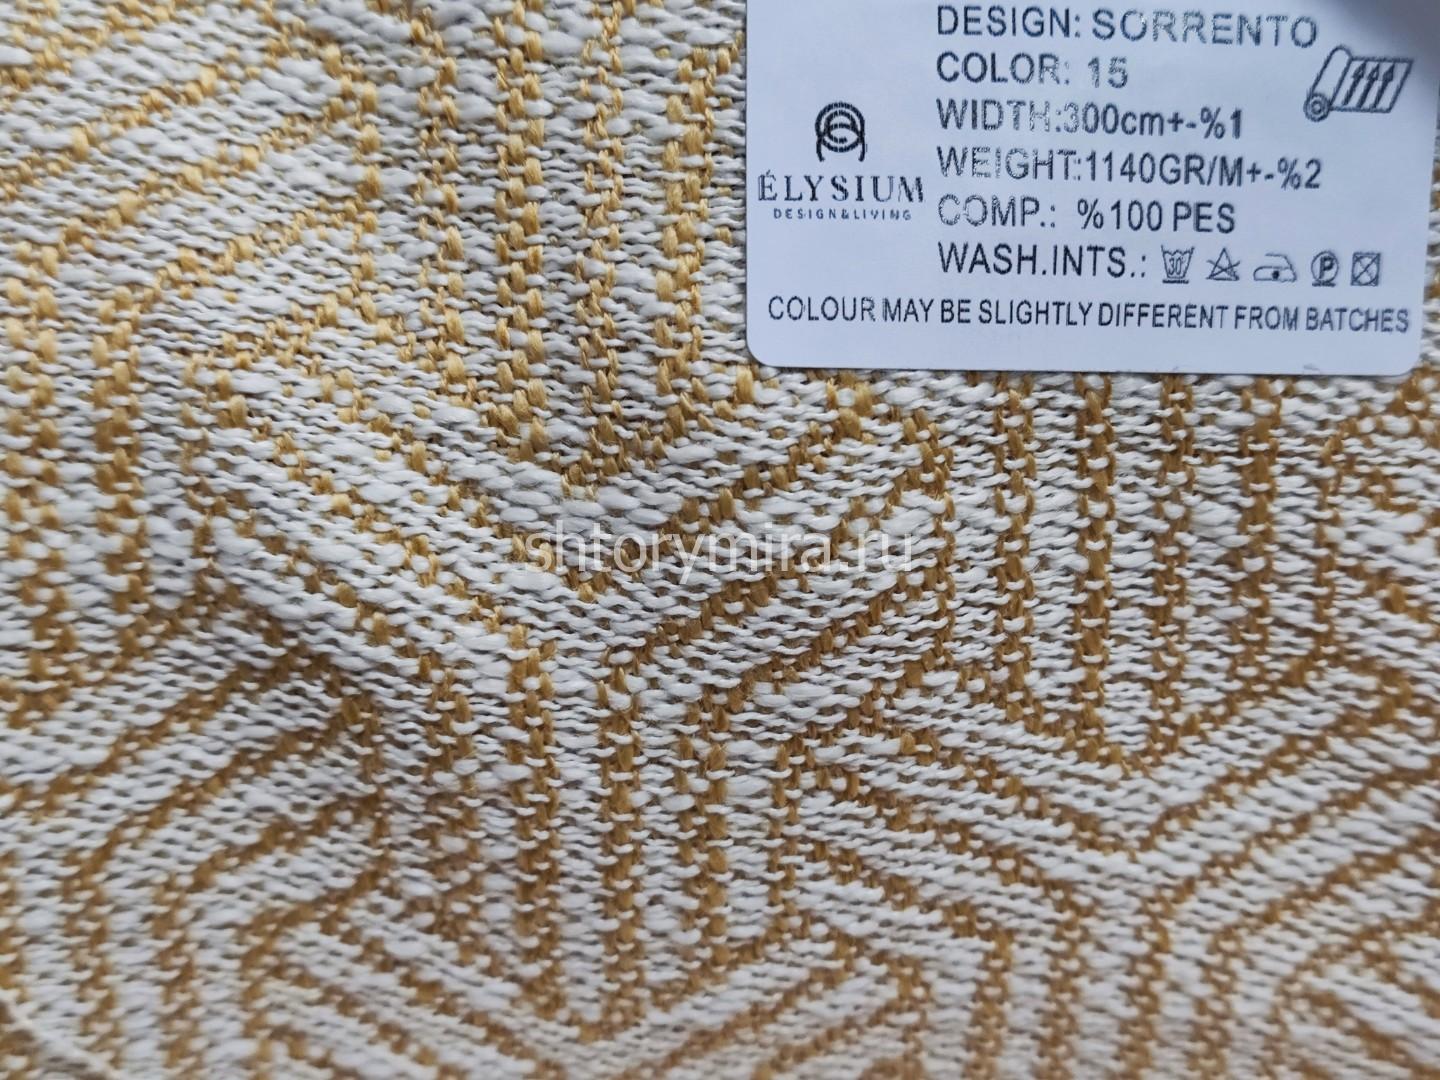 DESIGN: SORRENTO
COLOR: 15
WIDTH:300cm+-%1
WEIGHT:1140GR/M+-%2
COMP.: %100 PES
WASH.INTS.: 30 P
COLOUR MAY BE SLIGHTLY DIFFERENT FROM BATCHES
ÉLYSIUM
DESIGN&LIVING
shtorymira.ru